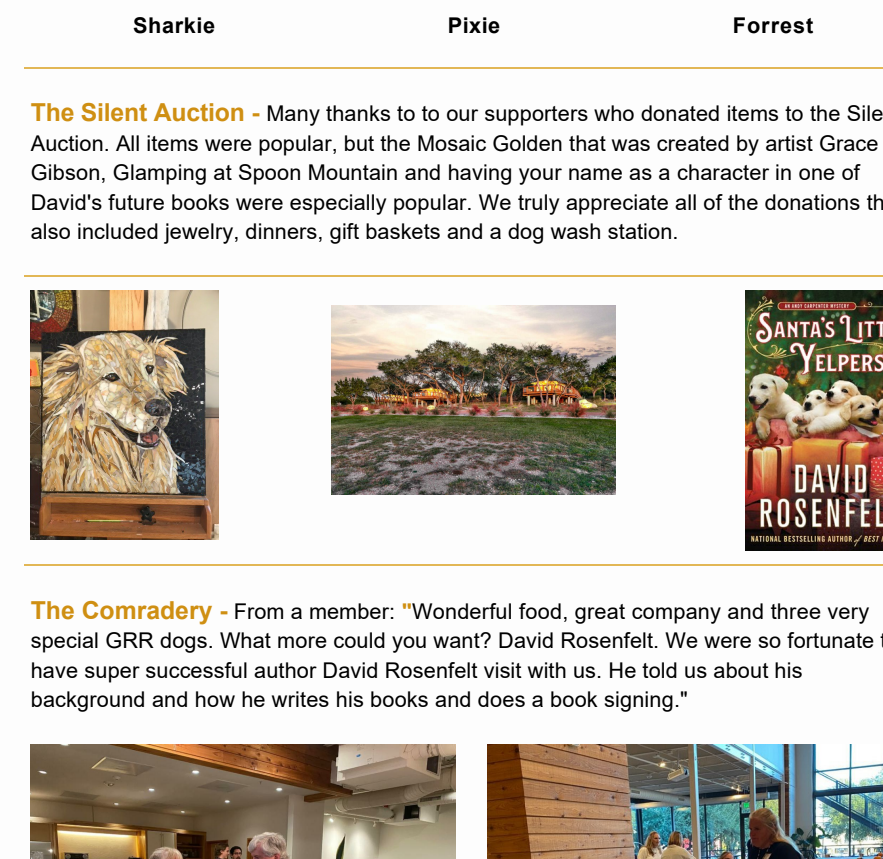 Sharkie Pixie Forrest
The Silent Auction - Many thanks to to our supporters who donated items to the Sile
Auction. All items were popular, but the Mosaic Golden that was created by artist Grace
Gibson, Glamping at Spoon Mountain and having your name as a character in one of
David's future books were especially popular. We truly appreciate all of the donations th
also included jewelry, dinners, gift baskets and a dog wash station.
AN ANDY CARPENTER MYSTERY
SANTA'S LITT
YELPERS
DAVID
ROSENFEL
NATIONAL BESTSELLING AUTHOR of BEST
The Comradery - From a member: "Wonderful food, great company and three very
special GRR dogs. What more could you want? David Rosenfelt. We were so fortunate t
have super successful author David Rosenfelt visit with us. He told us about his
background and how he writes his books and does a book signing."